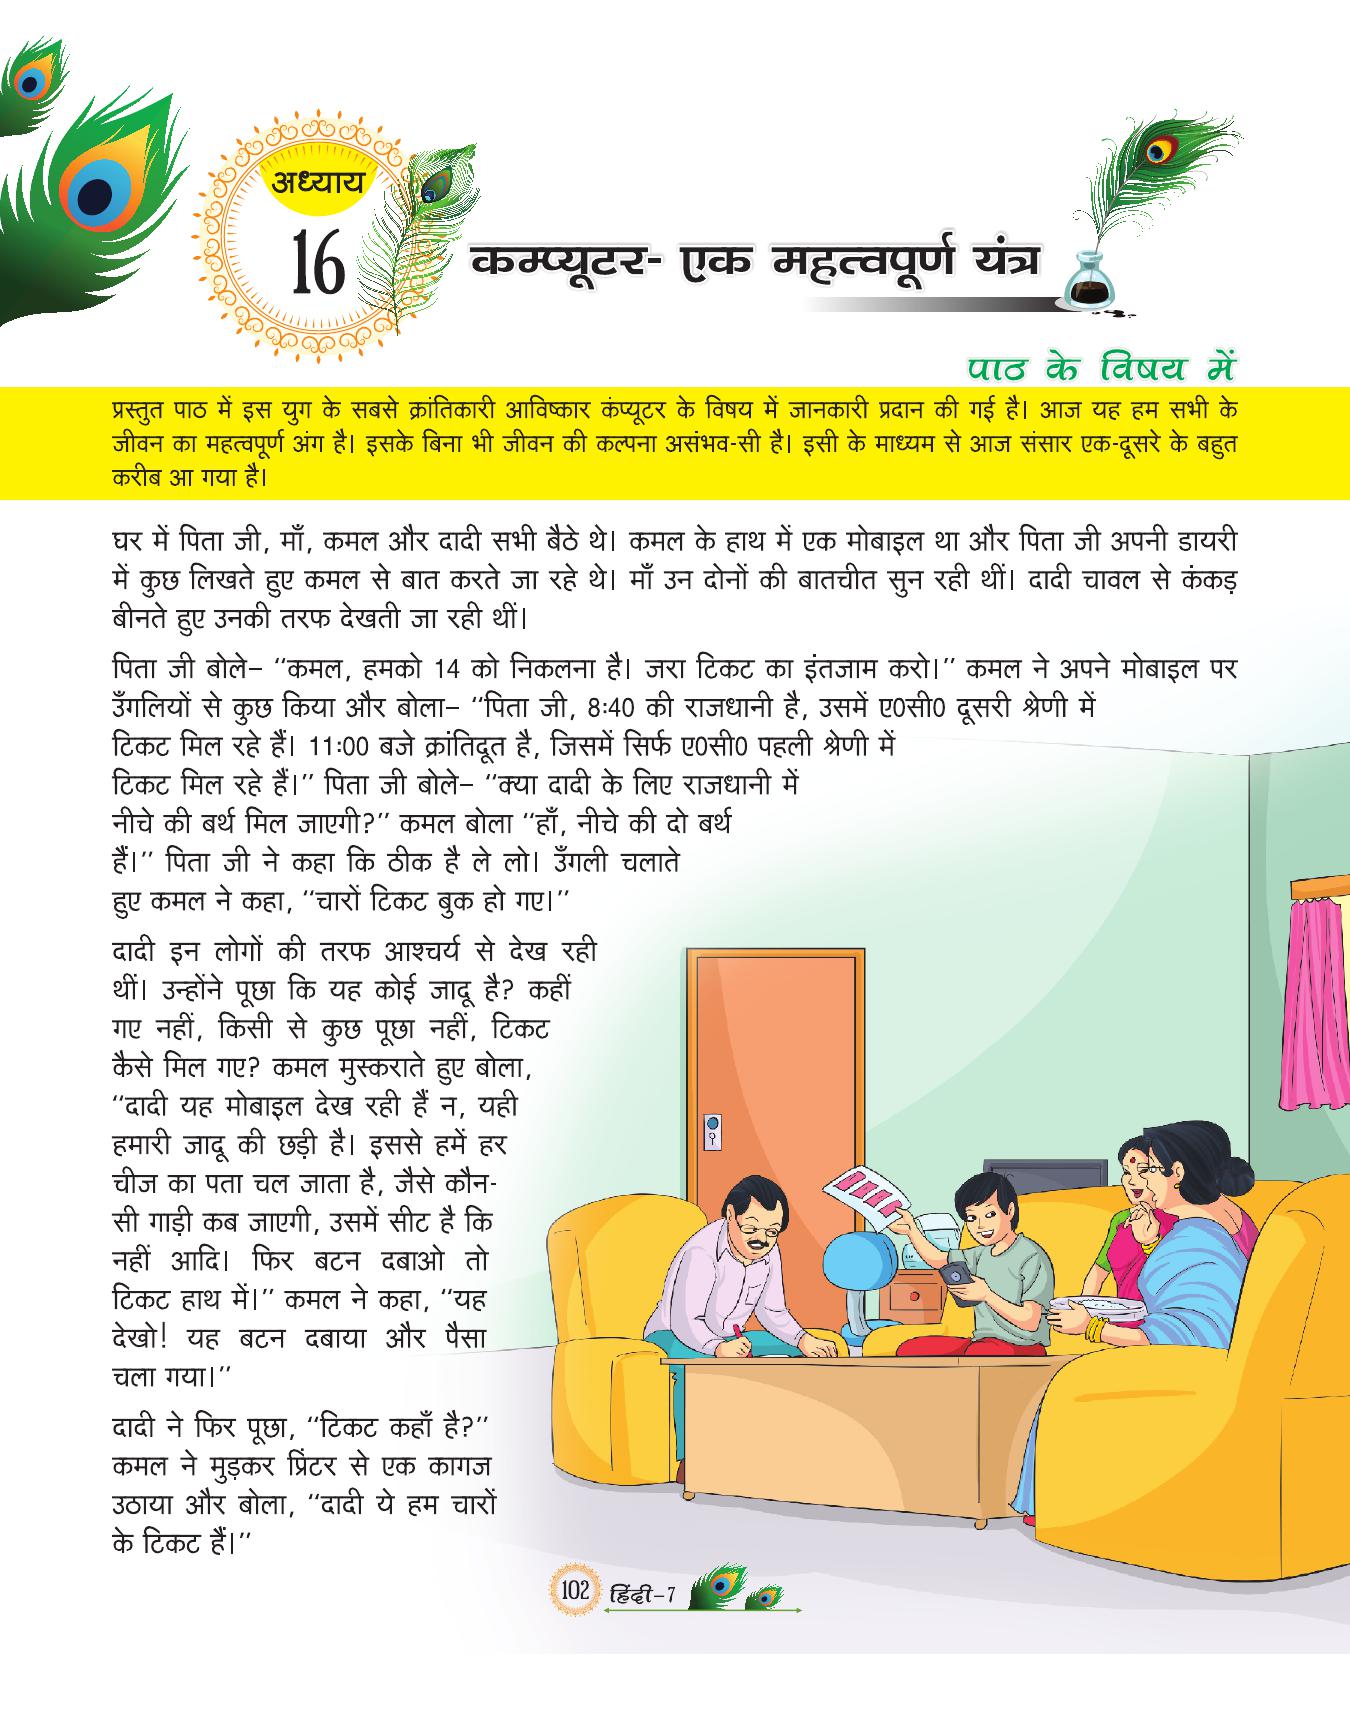 अध्याय
16
कम्प्यूटर- एक महत्वपूर्ण यंत्र
पाठ के विषय में
प्रस्तुत पाठ में इस युग के सबसे क्रांतिकारी आविष्कार कंप्यूटर के विषय में जानकारी प्रदान की गई है। आज यह हम सभी के
जीवन का महत्वपूर्ण अंग है। इसके बिना भी जीवन की कल्पना असंभव-सी है। इसी के माध्यम से आज संसार एक-दूसरे के बहुत
करीब आ गया है।
घर में पिता जी, माँ, कमल और दादी सभी बैठे थे। कमल के हाथ में एक मोबाइल था और पिता जी अपनी डायरी
में कुछ लिखते हुए कमल से बात करते जा रहे थे। माँ उन दोनों की बातचीत सुन रही थीं। दादी चावल से कंकड़
बीनते हुए उनकी तरफ देखती जा रही थीं।
पिता जी बोले– ‘‘कमल, हमको 14 को निकलना है। जरा टिकट का इंतजाम करो।’’ कमल ने अपने मोबाइल पर
उँगलियों से कुछ किया और बोला– ‘‘पिता जी, 8:40 की राजधानी है, उसमें ए0सी0 दूसरी श्रेणी में
टिकट मिल रहे हैं। 11:00 बजे क्रांतिदूत है, जिसमें सिर्फ ए0सी0 पहली श्रेणी में
टिकट मिल रहे हैं।’’ पिता जी बोले– ‘‘क्या दादी के लिए राजधानी में
नीचे की बर्थ मिल जाएगी?’’ कमल बोला ‘‘हाँ, नीचे की दो बर्थ
हैं।’’ पिता जी ने कहा कि ठीक है ले लो। उँगली चलाते
हुए कमल ने कहा, ‘‘चारों टिकट बुक हो गए।’’
दादी इन लोगों की तरफ आश्चर्य से देख रही
थीं। उन्होंने पूछा कि यह कोई जादू है? कहीं
गए नहीं, किसी से कुछ पूछा नहीं, टिकट
कैसे मिल गए? कमल मुस्कराते हुए बोला,
‘‘दादी यह मोबाइल देख रही हैं न, यही
हमारी जादू की छड़ी है। इससे हमें हर
चीज का पता चल जाता है, जैसे कौन-
सी गाड़ी कब जाएगी, उसमें सीट है कि
नहीं आदि। फिर बटन दबाओ तो
टिकट हाथ में।’’ कमल ने कहा, ‘‘यह
देखो! यह बटन दबाया और पैसा
चला गया।’’
दादी ने फिर पूछा, ‘‘टिकट कहाँ है?’’
कमल ने मुड़कर प्रिंटर से एक कागज
उठाया और बोला, ‘‘दादी ये हम चारों
के टिकट हैं।’’
102 हिंदी–7